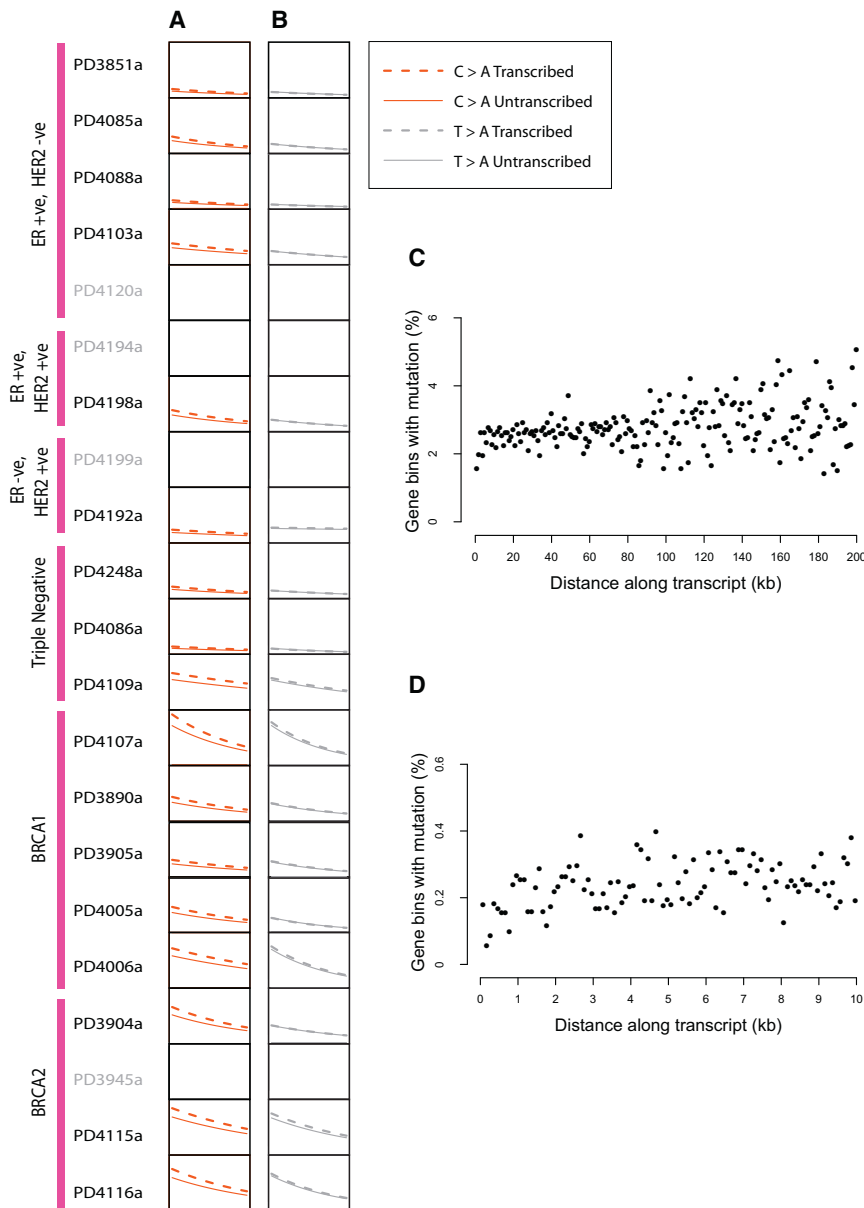 A
B
PD3851a
PD4085a
PD4088a
PD4103a
PD4120a
PD4194a
PD4198a
PD4199a
PD4192a
PD4248a
PD4086a
PD4109a
PD4107a
PD3890a
PD3905a
PD4005a
PD4006a
PD3904a
PD3945a
PD4115a
PD4116a
ER +ve, HER2 -ve
ER +ve,
HER2 +ve
ER -ve,
HER2 +ve
Triple Negative
BRCA1
BRCA2
C > A Transcribed
C > A Untranscribed
T > A Transcribed
T > A Untranscribed
C
Gene bins with mutation (%)
6
4
2
0
0 20 40 60 80 100 120 140 160 180 200
Distance along transcript (kb)
D
Gene bins with mutation (%)
0.6
0.4
0.2
0
0 1 2 3 4 5 6 7 8 9 10
Distance along transcript (kb)